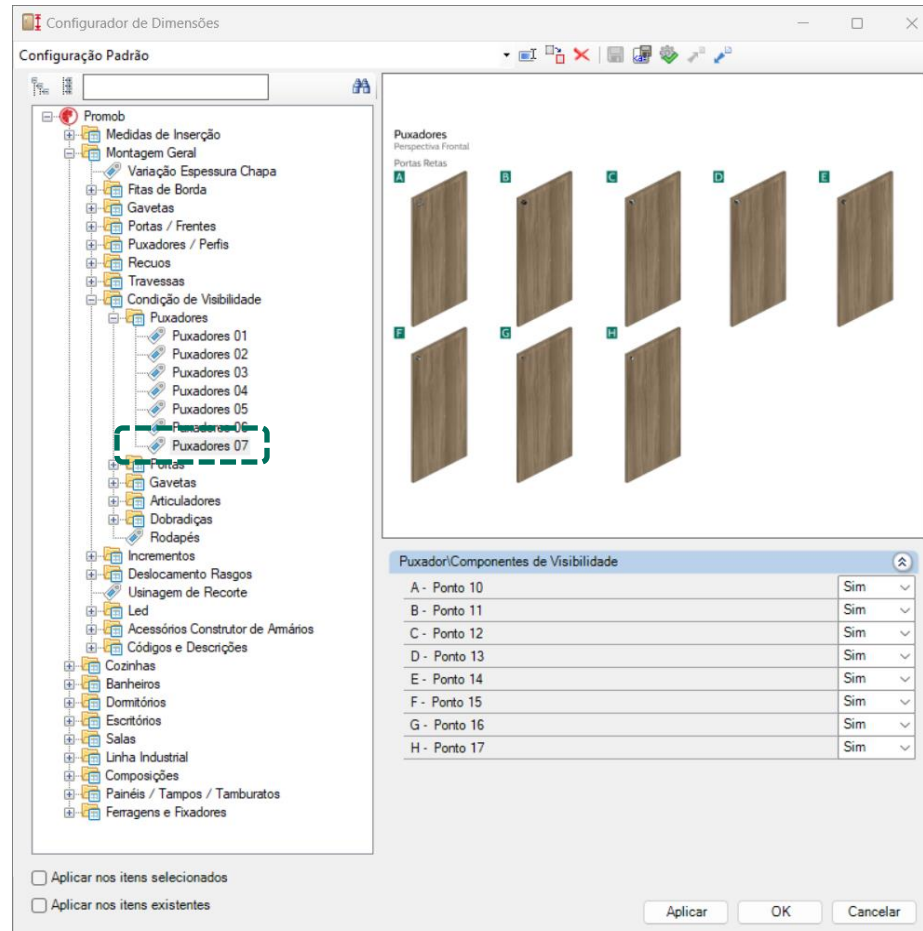 Configurador de Dimensões
Configuração Padrão
Promob
Medidas de Inserção
Montagem Geral
Variação Espessura Chapa
Fitas de Borda
Gavetas
Portas / Frentes
Puxadores / Perfis
Recuos
Travessas
Condição de Visibilidade
Puxadores
Puxadores 01
Puxadores 02
Puxadores 03
Puxadores 04
Puxadores 05
Puxadores 06
Puxadores 07
Portas
Gavetas
Articuladores
Dobradiças
Rodapés
Incrementos
Deslocamento Rasgos
Usinagem de Recorte
Led
Acessórios Construtor de Armários
Códigos e Descrições
Cozinhas
Banheiros
Dormitórios
Escritórios
Salas
Linha Industrial
Composições
Painéis / Tampos / Tamburatos
Ferragens e Fixadores
Aplicar nos itens selecionados
Aplicar nos itens existentes
Puxadores
Perspectiva Frontal
Portas Retas
A B C D E
F G H
Puxador\Componentes de Visibilidade
A - Ponto 10 Sim
B - Ponto 11 Sim
C - Ponto 12 Sim
D - Ponto 13 Sim
E - Ponto 14 Sim
F - Ponto 15 Sim
G - Ponto 16 Sim
H - Ponto 17 Sim
Aplicar OK Cancelar